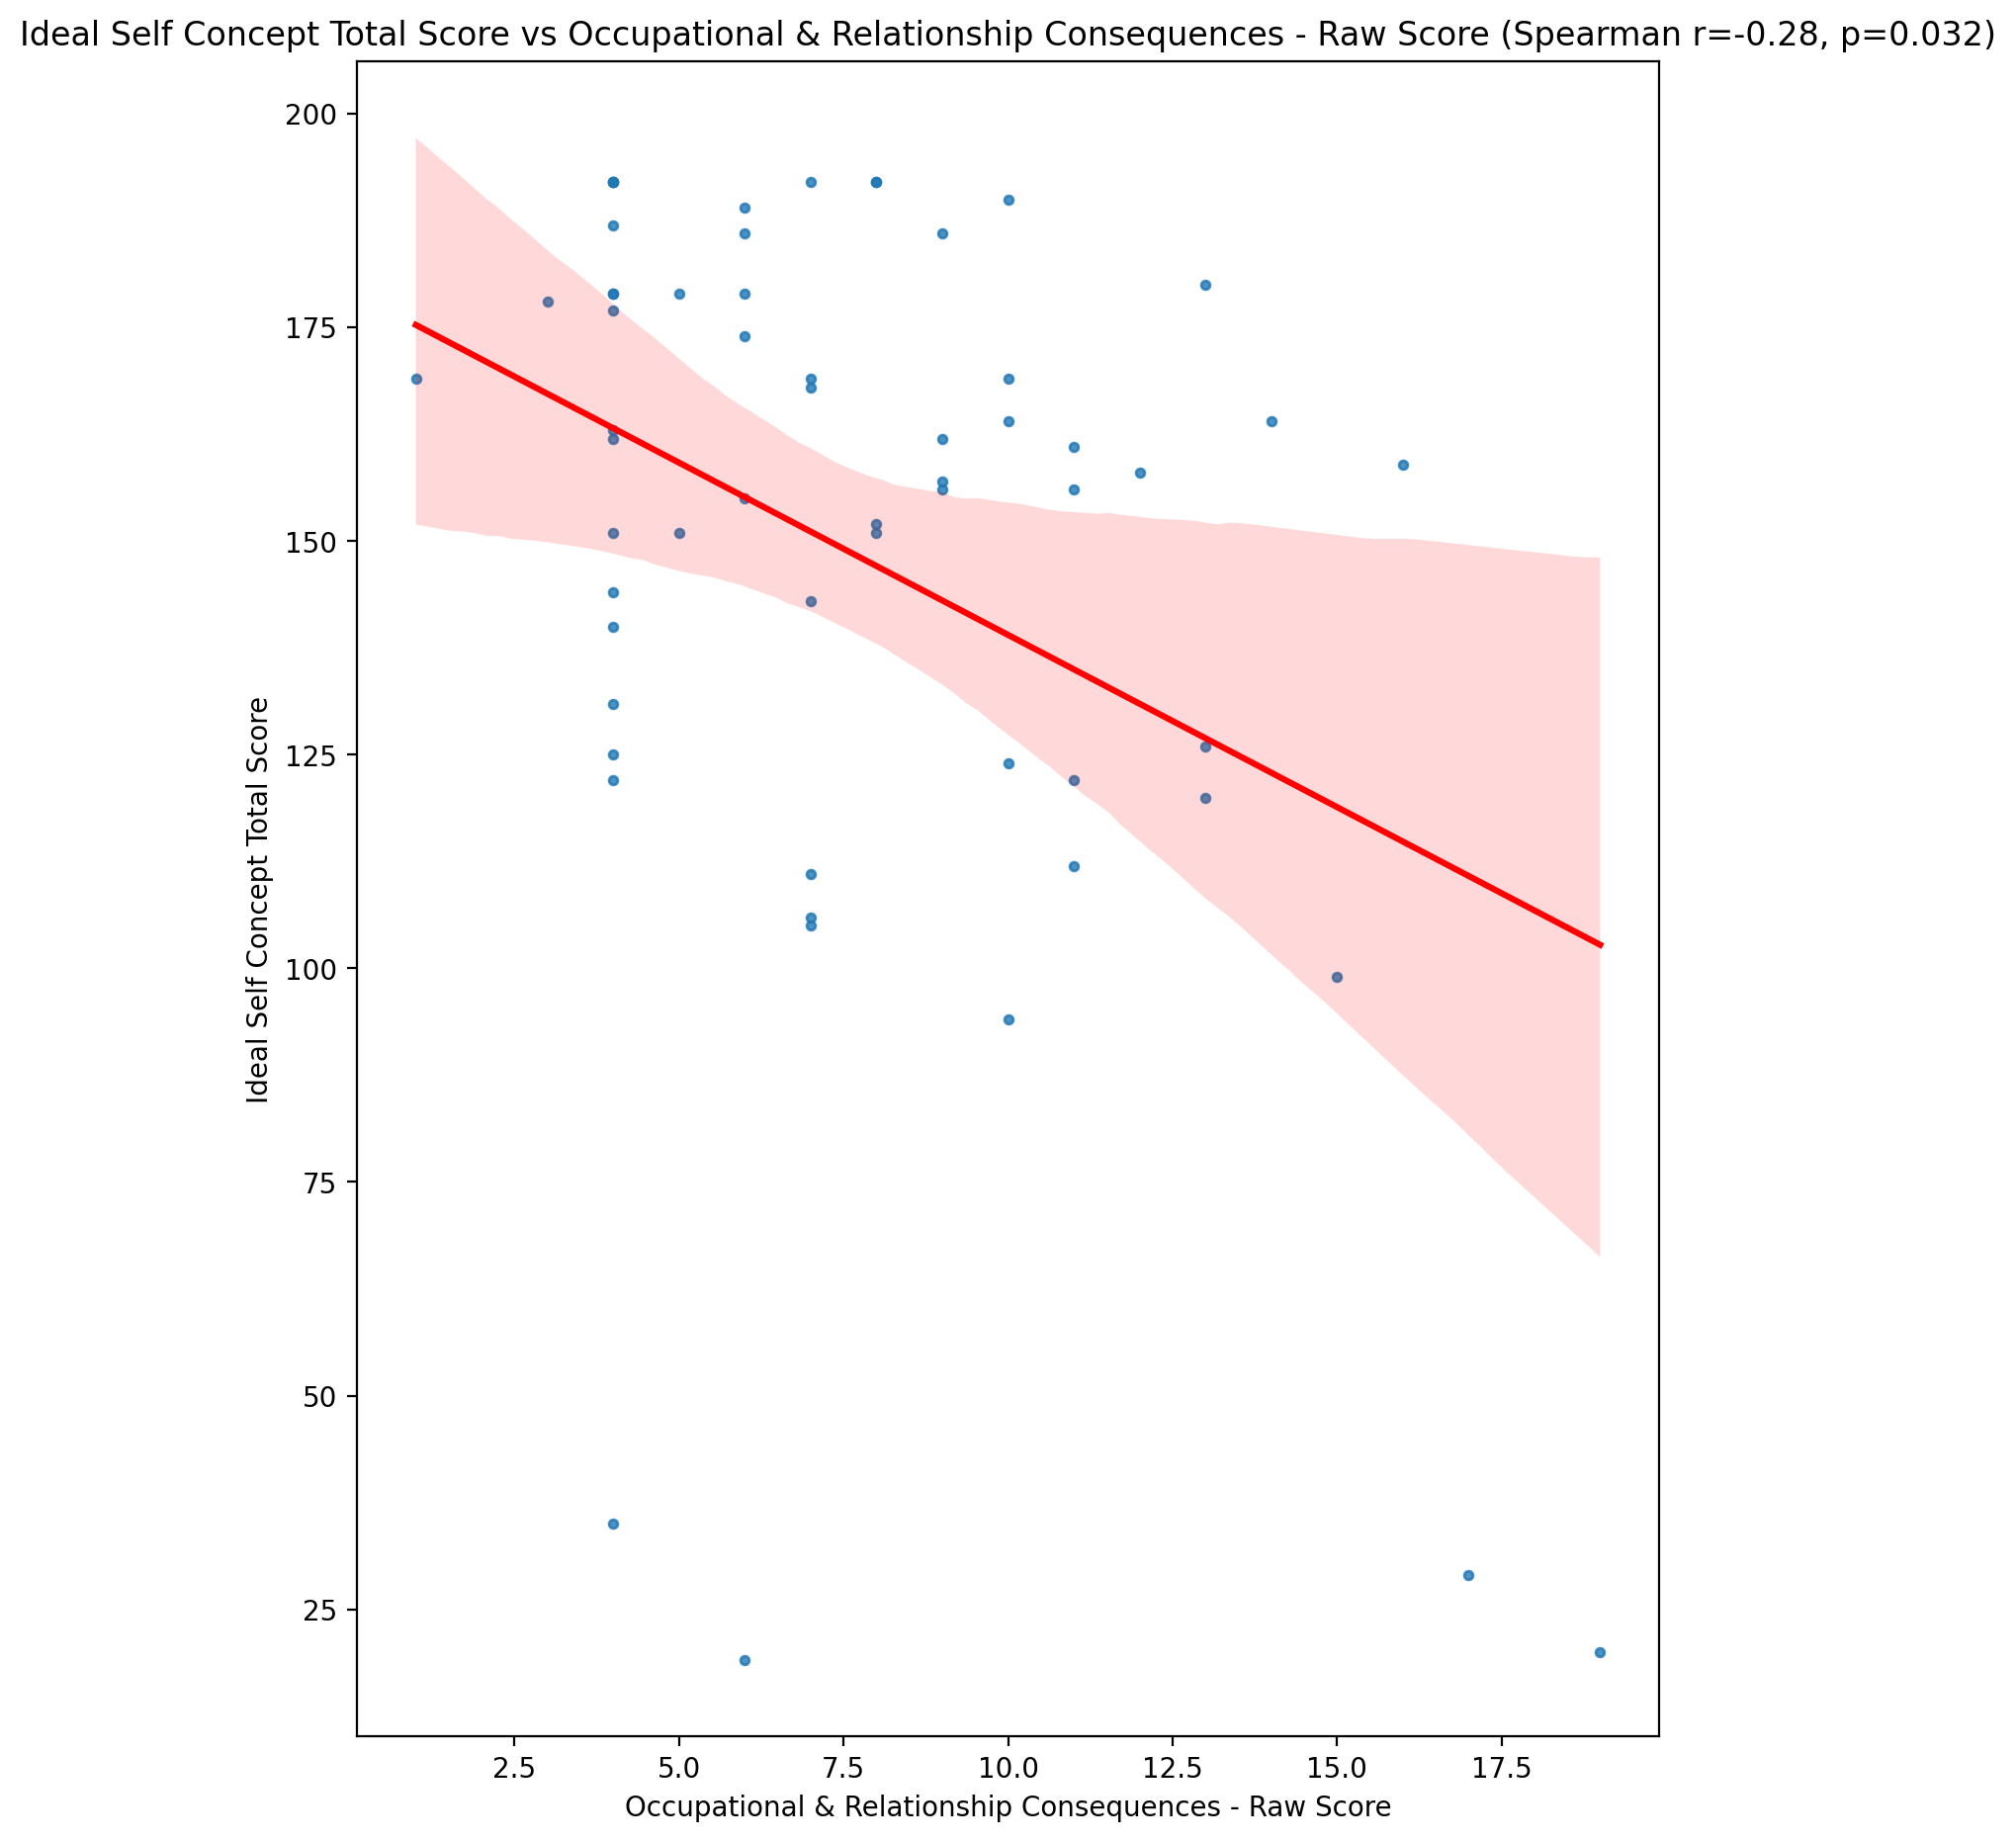 Ideal Self Concept Total Score vs Occupational & Relationship Consequences - Raw Score (Spearman r=-0.28, p=0.032)
200
175
150
125
100
75
50
25
Ideal Self Concept Total Score
2.5 5.0 7.5 10.0 12.5 15.0 17.5
Occupational & Relationship Consequences - Raw Score